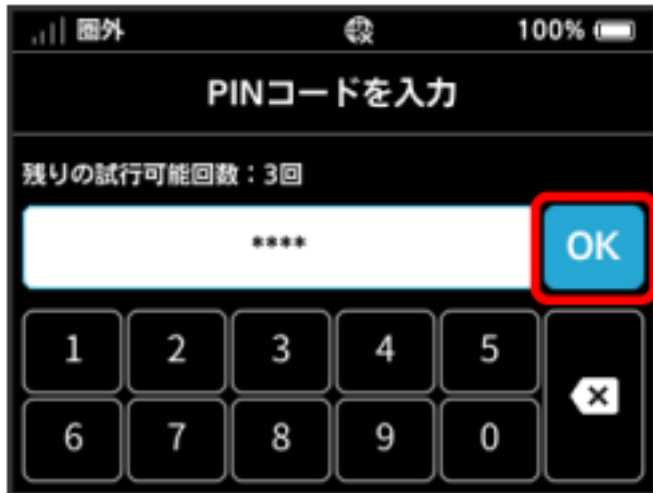 圏外 100%
PINコードを入力
残りの試行可能回数：3回
**** OK
1 2 3 4 5
6 7 8 9 0